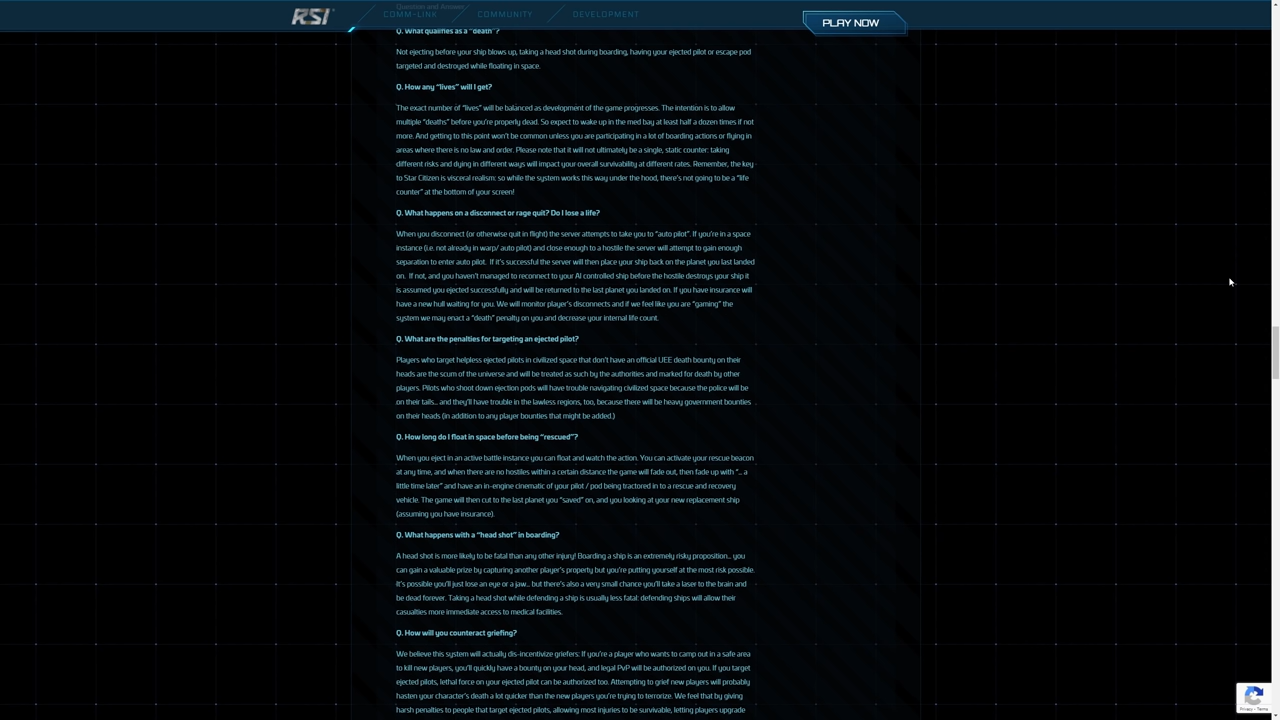 Question and Answer
RSI
COMM-LINK
COMMUNITY
DEVELOPMENT
PLAY NOW
Q. What qualifies as a “death”?
Not ejecting before your ship blows up, taking a head shot during boarding, having your ejected pilot or escape pod
targeted and destroyed while floating in space.
Q. How any “lives” will I get?
The exact number of “lives” will be balanced as development of the game progresses. The intention is to allow
multiple “deaths” before you’re properly dead. So expect to wake up in the med bay at least half a dozen times if not
more. And getting to this point won’t be common unless you are participating in a lot of boarding actions or flying in
areas where there is no law and order. Please note that it will not ultimately be a single, static counter: taking
different risks and dying in different ways will impact your overall survivability at different rates. Remember, the key
to Star Citizen is visceral realism: so while the system works this way under the hood, there’s not going to be a “life
counter” at the bottom of your screen!
Q. What happens on a disconnect or rage quit? Do I lose a life?
When you disconnect (or otherwise quit in flight) the server attempts to take you to “auto pilot”. If you’re in a space
instance (i.e. not already in warp/ auto pilot) and close enough to a hostile the server will attempt to gain enough
separation to enter auto pilot. If it’s successful the server will then place your ship back on the planet you last landed
on. If not, and you haven’t managed to reconnect to your AI controlled ship before the hostile destroys your ship it
is assumed you ejected successfully and will be returned to the last planet you landed on. If you have insurance will
have a new hull waiting for you. We will monitor player’s disconnects and if we feel like you are “gaming” the
system we may enact a “death” penalty on you and decrease your internal life count.
Q. What are the penalties for targeting an ejected pilot?
Players who target helpless ejected pilots in civilized space that don’t have an official UEE death bounty on their
heads are the scum of the universe and will be treated as such by the authorities and marked for death by other
players. Pilots who shoot down ejection pods will have trouble navigating civilized space because the police will be
on their tails… and they’ll have trouble in the lawless regions, too, because there will be heavy government bounties
on their heads (in addition to any player bounties that might be added.)
Q. How long do I float in space before being “rescued”?
When you eject in an active battle instance you can float and watch the action. You can activate your rescue beacon
at any time, and when there are no hostiles within a certain distance the game will fade out, then fade up with “… a
little time later” and have an in-engine cinematic of your pilot / pod being tractored in to a rescue and recovery
vehicle. The game will then cut to the last planet you “saved” on, and you looking at your new replacement ship
(assuming you have insurance).
Q. What happens with a “head shot” in boarding?
A head shot is more likely to be fatal than any other injury! Boarding a ship is an extremely risky proposition… you
can gain a valuable prize by capturing another player’s property but you’re putting yourself at the most risk possible.
It’s possible you’ll just lose an eye or a jaw… but there’s also a very small chance you’ll take a laser to the brain and
be dead forever. Taking a head shot while defending a ship is usually less fatal: defending ships will allow their
casualties more immediate access to medical facilities.
Q. How will you counteract griefing?
We believe this system will actually dis-incentivize griefers: If you’re a player who wants to camp out in a safe area
to kill new players, you’ll quickly have a bounty on your head, and legal PvP will be authorized on you. If you target
ejected pilots, lethal force on your ejected pilot can be authorized too. Attempting to grief new players will probably
hasten your character’s death a lot quicker than the new players you’re trying to terrorize. We feel that by giving
harsh penalties to people that target ejected pilots, allowing most injuries to be survivable, letting players upgrade
Privacy - Terms